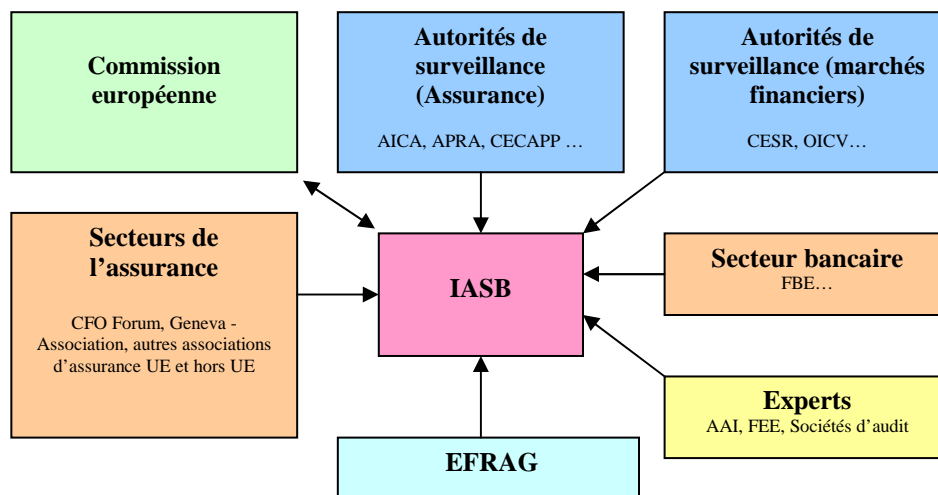 Commission
européenne
Autorités de
surveillance
(Assurance)
AICA, APRA, CECAPP …
Autorités de
surveillance (marchés
financiers)
CESR, OICV…
Secteurs de
l’assurance
CFO Forum, Geneva -
Association, autres associations
d’assurance UE et hors UE
IASB
Secteur bancaire
FBE…
Experts
AAI, FEE, Sociétés d’audit
EFRAG